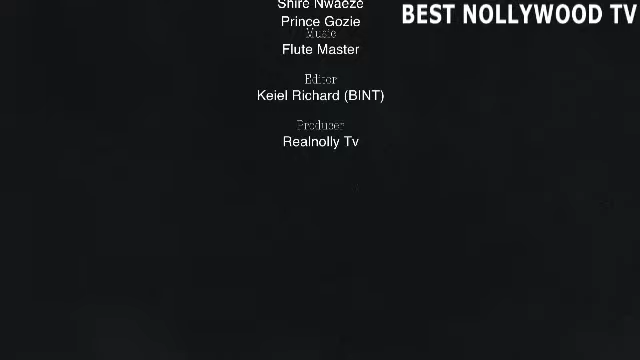 Shire Nwaeze
BEST NOLLYWOOD TV
Prince Gozie
Music
Flute Master
Editor
Keiel Richard (BINT)
Producer
Realnolly Tv